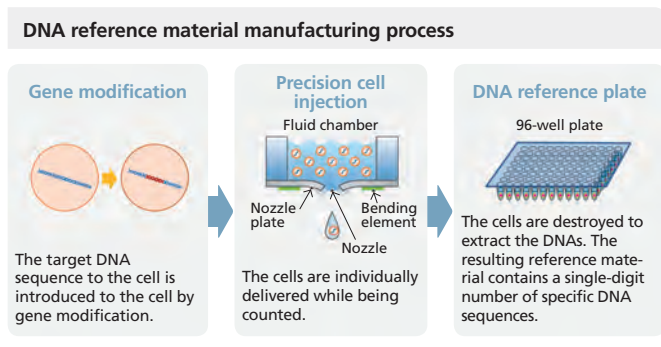 DNA reference material manufacturing process
Gene modification
The target DNA
sequence to the cell is
introduced to the cell by
gene modification.
Precision cell
injection
Fluid chamber
Nozzle
plate
Bending
element
Nozzle
The cells are individually
delivered while being
counted.
DNA reference plate
96-well plate
The cells are destroyed to
extract the DNAs. The
resulting reference mate-
rial contains a single-digit
number of specific DNA
sequences.